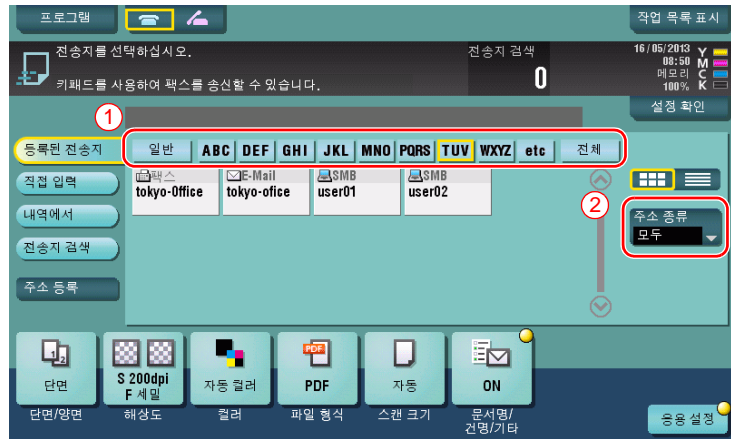 프로그램
작업 목록 표시
전송지를 선택하십시오.
전송지 검색
16/05/2013
08:50
메모리
100%
Y
M
C
K
키패드를 사용하여 팩스를 송신할 수 있습니다.
0
설정 확인
1
등록된 전송지
일반 ABC DEF GHI JKL MNO PQRS TUV WXYZ etc 전체
직접 입력
팩스
tokyo-Office
E-Mail
tokyo-ofice
SMB
user01
SMB
user02
2
내역에서
주소 종류
모두
전송지 검색
주소 등록
1 2
PDF
단면
S 200dpi
F 세밀
자동 컬러
PDF
자동
ON
단면/양면
해상도
컬러
파일 형식
스캔 크기
문서명/
건명/기타
응용 설정